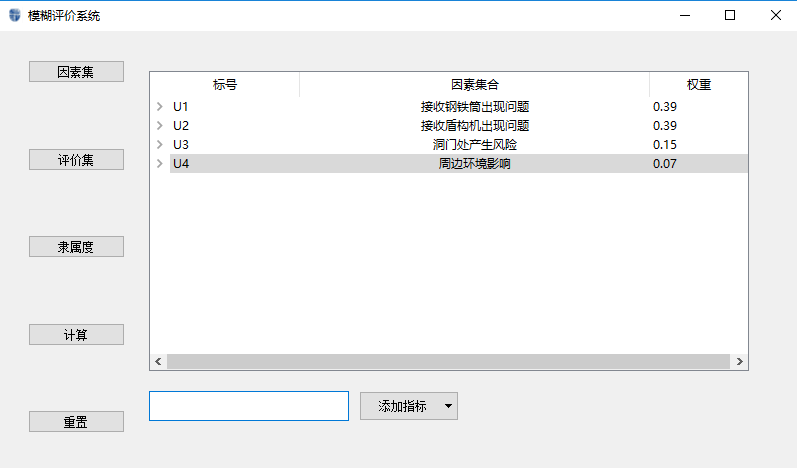 模糊评价系统
因素集
评价集
隶属度
计算
重置
标号 因素集合 权重
U1 接收钢铁筒出现问题 0.39
U2 接收盾构机出现问题 0.39
U3 洞门处产生风险 0.15
U4 周边环境影响 0.07
添加指标